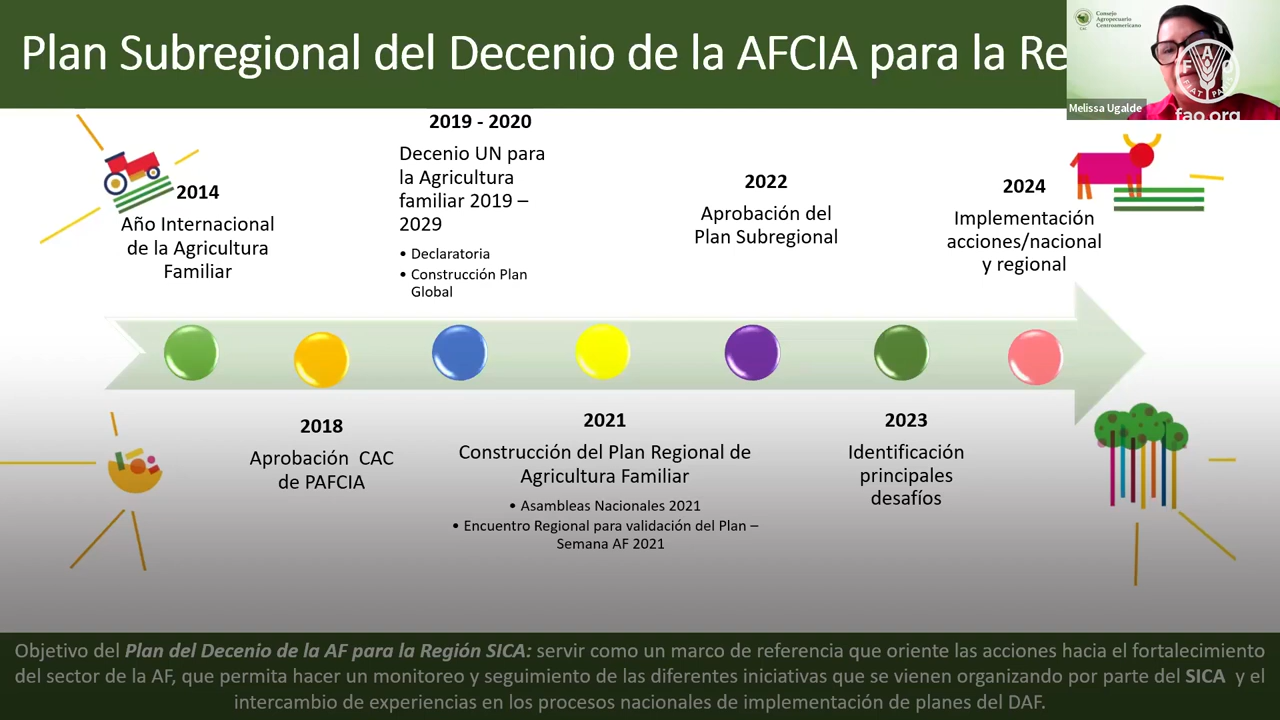 Plan Subregional del Decenio de la AFCIA para la Re
Consejo
Agropecuario
Centroamericano
CAC
Melissa Ugalde
F A O
FIAT PANIS
fao.org
2014
Año Internacional
de la Agricultura
Familiar
2019 - 2020
Decenio UN para
la Agricultura
familiar 2019 –
2029
• Declaratoria
• Construcción Plan
Global
2022
Aprobación del
Plan Subregional
2024
Implementación
acciones/nacional
y regional
2018
Aprobación CAC
de PAFCIA
2021
Construcción del Plan Regional de
Agricultura Familiar
• Asambleas Nacionales 2021
• Encuentro Regional para validación del Plan –
Semana AF 2021
2023
Identificación
principales
desafíos
Objetivo del Plan del Decenio de la AF para la Región SICA: servir como un marco de referencia que oriente las acciones hacia el fortalecimiento
del sector de la AF, que permita hacer un monitoreo y seguimiento de las diferentes iniciativas que se vienen organizando por parte del SICA y el
intercambio de experiencias en los procesos nacionales de implementación de planes del DAF.